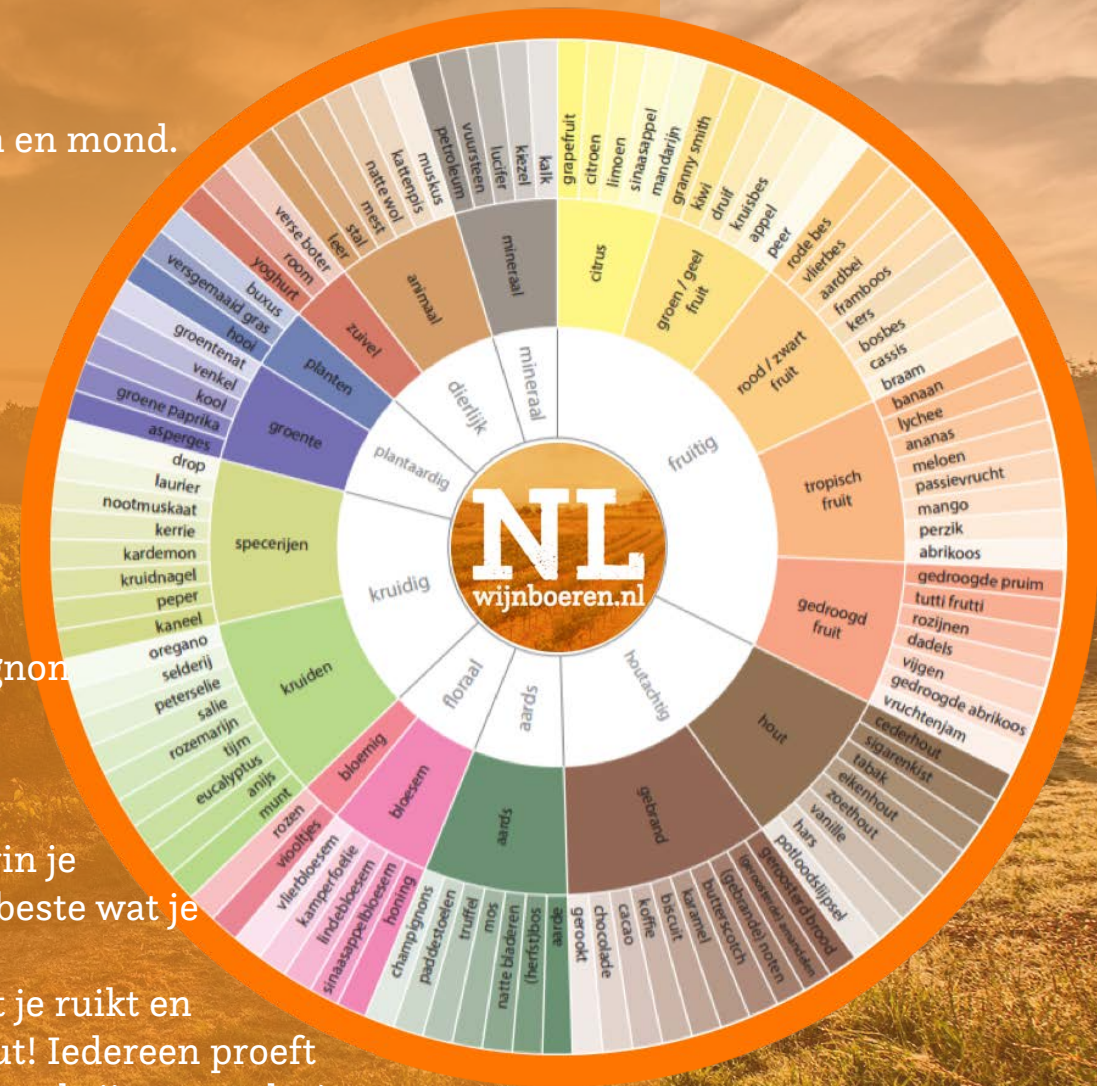 n en mond.
gnon
in je
beste wat je
t je ruikt en
ut! Iedereen proeft
NL
wijnboeren.nl
fruitig
houtachtig
aards
floraal
kruidig
plantaardig
dierlijk
mineraal
citrus
groen / geel
fruit
rood / zwart
fruit
tropisch
fruit
gedroogd
fruit
hout
gebrand
aards
bloesem
bloemig
kruiden
specerijen
groente
planten
zuivel
animaal
mineraal
grapefruit
citroen
limoen
sinaasappel
mandarijn
granny smith
kiwi
druif
kruisbes
appel
peer
rode bes
vlierbes
aardbei
framboos
kers
bosbes
cassis
braam
banaan
lychee
ananas
meloen
passievrucht
mango
perzik
abrikoos
gedroogde pruim
tutti frutti
rozijnen
dadels
vijgen
gedroogde abrikoos
vruchtenjam
cederhout
sigarenkist
tabak
eikenhout
zoethout
vanille
hars
potloodslijpsel
geroosterd brood
(geroosterde) amandelen
(gebrande) noten
butterscotch
karamel
biscuit
koffie
cacao
chocolade
gerookt
aarde
(herfst)bos
natte bladeren
mos
truffel
paddestoelen
champignons
honing
sinaasappelbloesem
lindebloesem
kamperfoelie
vlierbloesem
viooltjes
rozen
munt
anijs
eucalyptus
tijm
rozemarijn
salie
peterselie
selderij
oregano
kaneel
peper
kruidnagel
kardemon
kerrie
nootmuskaat
laurier
drop
asperges
groene paprika
kool
venkel
groentenat
hooi
versgemaaid gras
buxus
yoghurt
room
verse boter
leer
stal
mest
natte wol
kattenpis
muskus
petroleum
vuursteen
lucifer
kiezel
kalk